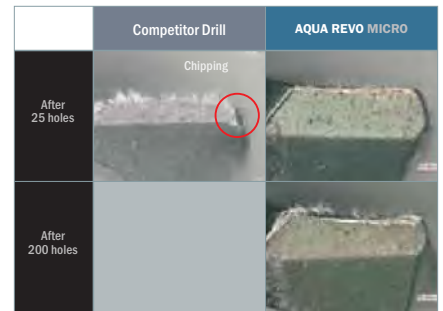 Competitor Drill
AQUA REVO MICRO
Chipping
After
25 holes
After
200 holes